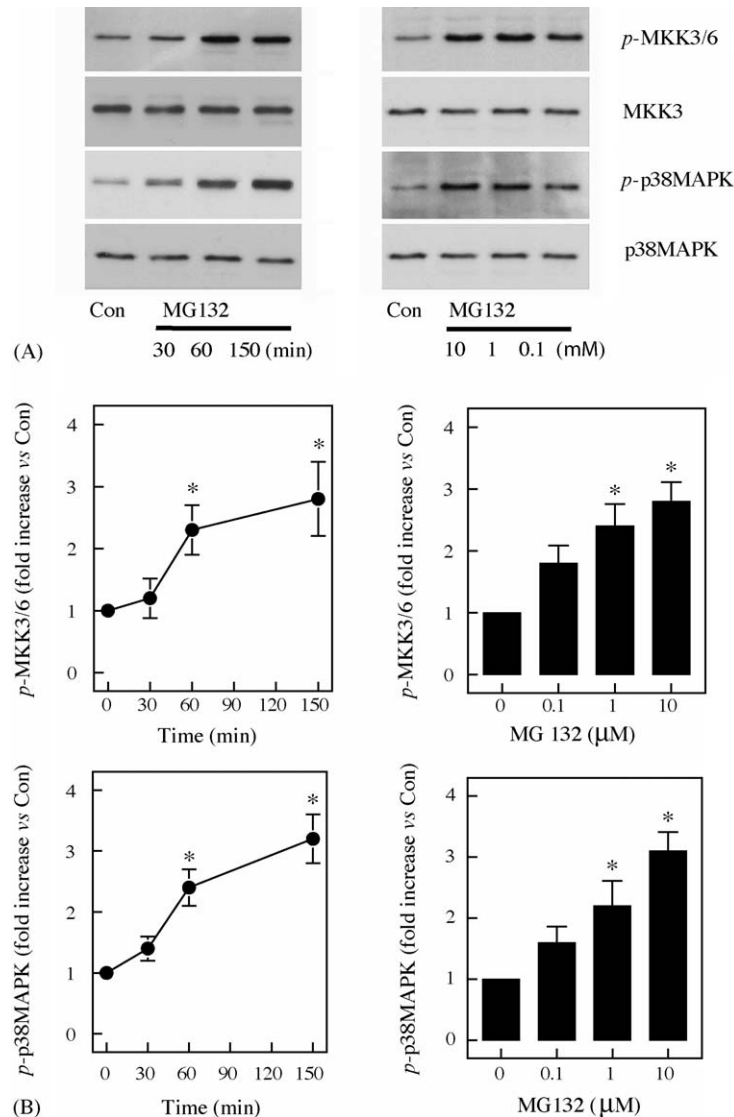 p-MKK3/6
MKK3
p-p38MAPK
p38MAPK
Con MG132 Con MG132
(A) 30 60 150 (min) 10 1 0.1 (mM)
p-MKK3/6 (fold increase vs Con)
4
3
2
1
0
0 30 60 90 120 150
Time (min)
* *
p-MKK3/6 (fold increase vs Con)
4
3
2
1
0
0 0.1 1 10
MG 132 (μM)
* *
p-p38MAPK (fold increase vs Con)
4
3
2
1
0
0 30 60 90 120 150
(B) Time (min)
* *
p-p38MAPK (fold increase vs Con)
4
3
2
1
0
0 0.1 1 10
MG132 (μM)
* *